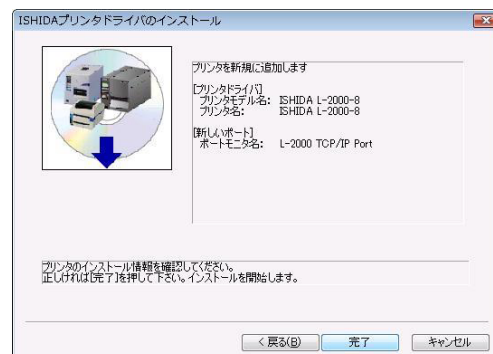 ISHIDAプリンタドライバのインストール
プリンタを新規に追加します
[プリンタドライバ]
プリンタモデル名: ISHIDA L-2000-8
プリンタ名: ISHIDA L-2000-8
[新しいポート]
ポートモニタ名: L-2000 TCP/IP Port
プリンタのインストール情報を確認してください。
正しければ[完了]を押して下さい。インストールを開始します。
< 戻る(B)
完了
キャンセル